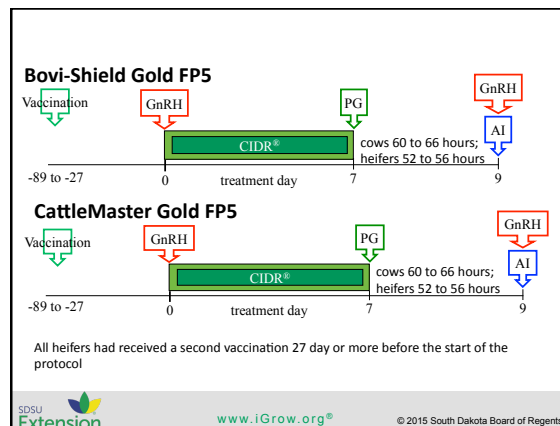 Bovi-Shield Gold FP5
Vaccination
GnRH
PG
GnRH
AI
CIDR®
cows 60 to 66 hours;
heifers 52 to 56 hours
-89 to -27
0
treatment day
7
9
CattleMaster Gold FP5
Vaccination
GnRH
PG
GnRH
AI
CIDR®
cows 60 to 66 hours;
heifers 52 to 56 hours
-89 to -27
0
treatment day
7
9
All heifers had received a second vaccination 27 day or more before the start of the
protocol
SDSU
Extension
www.iGrow.org®
© 2015 South Dakota Board of Regents